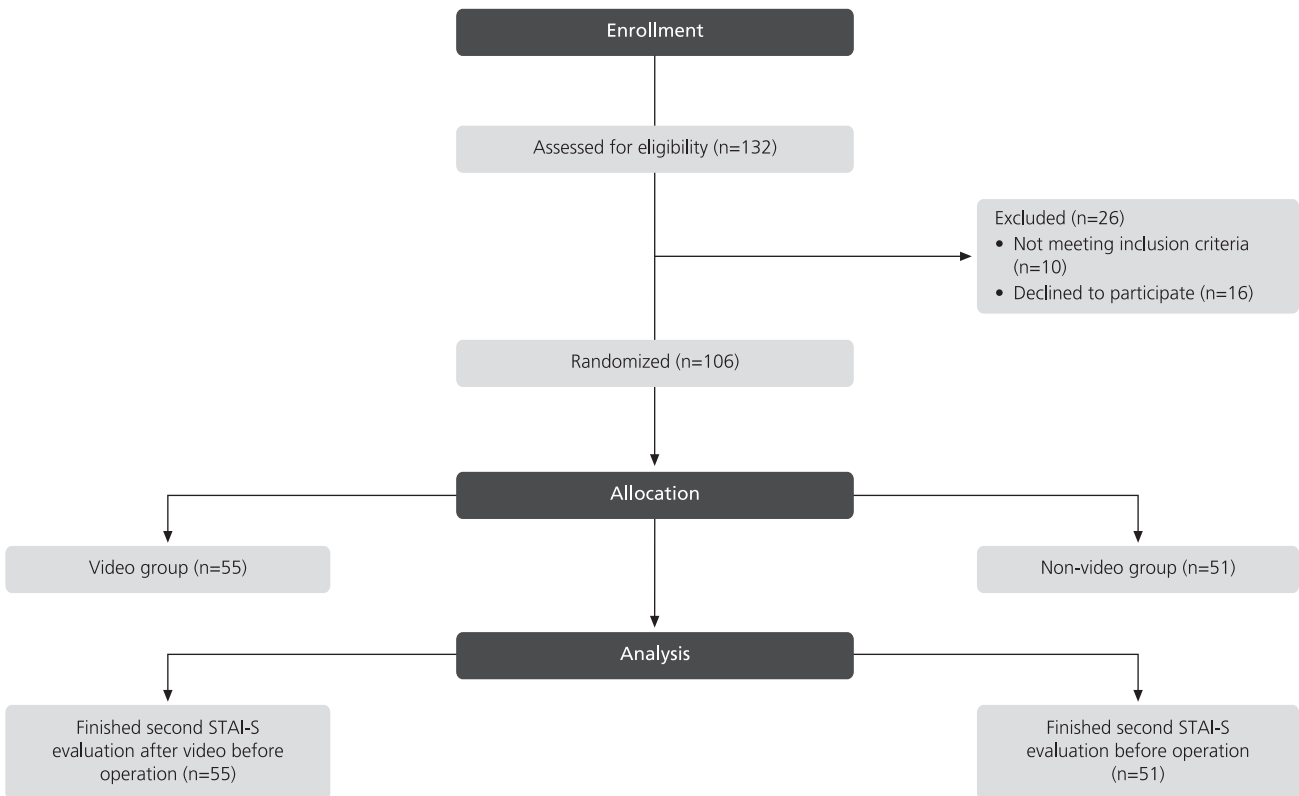 Enrollment
Assessed for eligibility (n=132)
Excluded (n=26)
• Not meeting inclusion criteria
(n=10)
• Declined to participate (n=16)
Randomized (n=106)
Allocation
Video group (n=55)
Non-video group (n=51)
Analysis
Finished second STAI-S
evaluation after video before
operation (n=55)
Finished second STAI-S
evaluation before operation
(n=51)